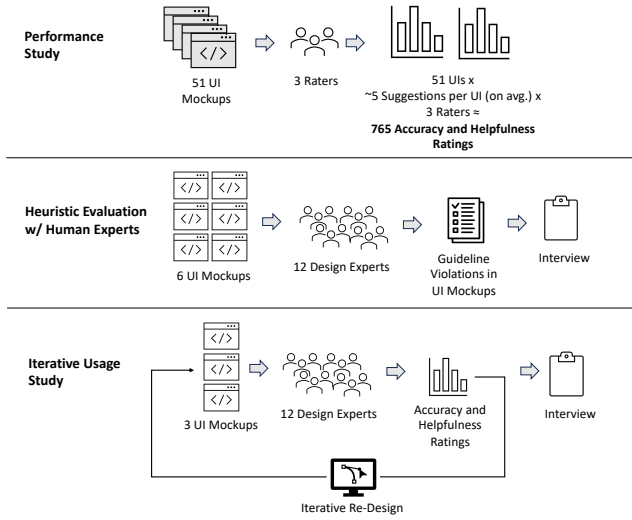 Performance
Study
</>
51 UI
Mockups
3 Raters
51 UIs x
~5 Suggestions per UI (on avg.) x
3 Raters ≈
765 Accuracy and Helpfulness
Ratings
Heuristic Evaluation
w/ Human Experts
</> </>
</> </>
</> </>
6 UI Mockups
12 Design Experts
Guideline
Violations in
UI Mockups
Interview
Iterative Usage
Study
</>
</>
</>
3 UI Mockups
12 Design Experts
Accuracy and
Helpfulness
Ratings
Interview
Iterative Re-Design